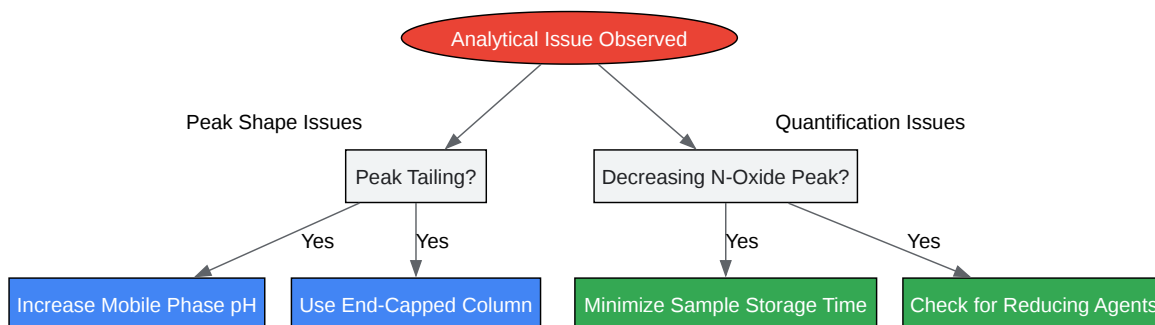 Analytical Issue Observed
Peak Shape Issues
Quantification Issues
Peak Tailing?
Decreasing N-Oxide Peak?
Yes
Yes
Yes
Yes
Increase Mobile Phase pH
Use End-Capped Column
Minimize Sample Storage Time
Check for Reducing Agents